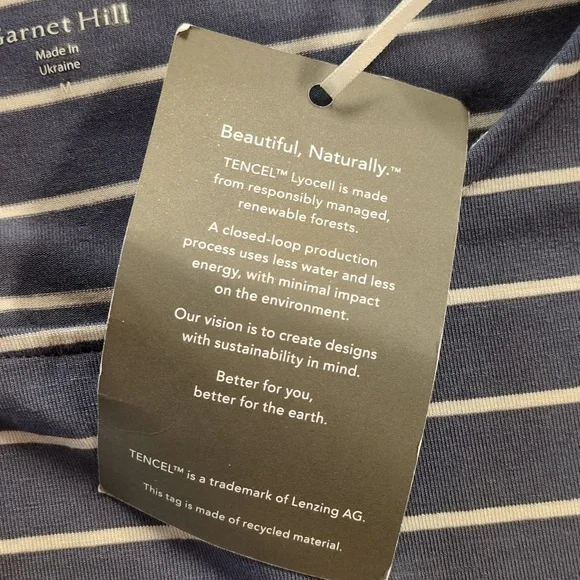 Garnet Hill
Made In
Ukraine
M
Beautiful, Naturally.™
TENCEL™ Lyocell is made
from responsibly managed,
renewable forests.
A closed-loop production
process uses less water and less
energy, with minimal impact
on the environment.
Our vision is to create designs
with sustainability in mind.
Better for you,
better for the earth.
TENCEL™ is a trademark of Lenzing AG.
This tag is made of recycled material.